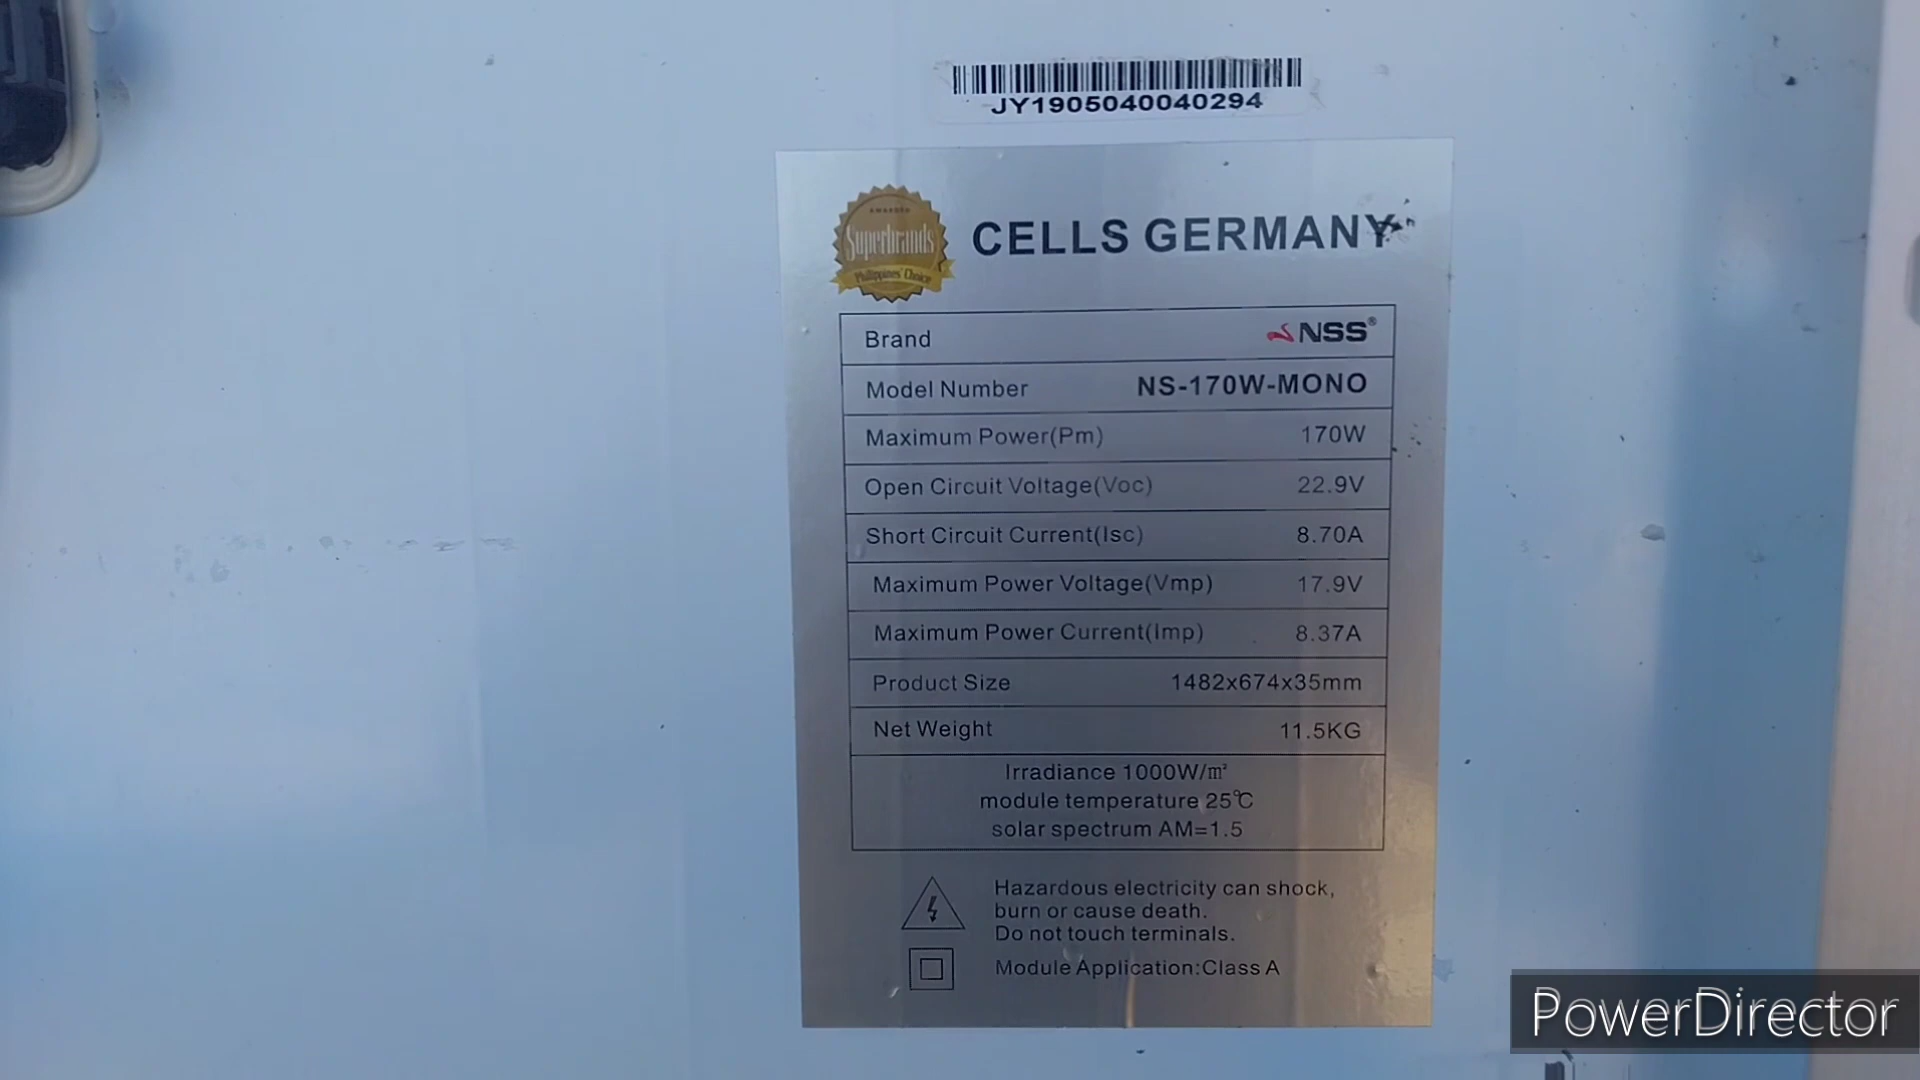 JY1905040040294
AWARDED
Superbrands
Philippines' Choice
CELLS GERMANY
Brand NSS®
Model Number NS-170W-MONO
Maximum Power(Pm) 170W
Open Circuit Voltage(Voc) 22.9V
Short Circuit Current(Isc) 8.70A
Maximum Power Voltage(Vmp) 17.9V
Maximum Power Current(Imp) 8.37A
Product Size 1482x674x35mm
Net Weight 11.5KG
Irradiance 1000W/㎡
module temperature 25℃
solar spectrum AM=1.5
Hazardous electricity can shock,
burn or cause death.
Do not touch terminals.
Module Application:Class A
PowerDirector